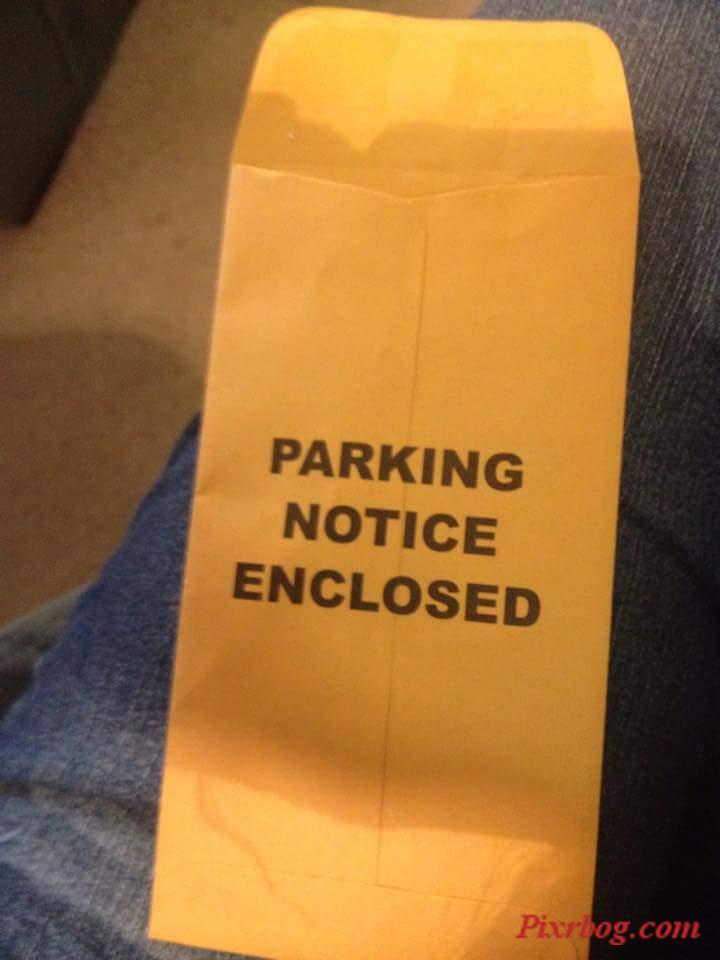 PARKING
NOTICE
ENCLOSED
Pixrbog.com